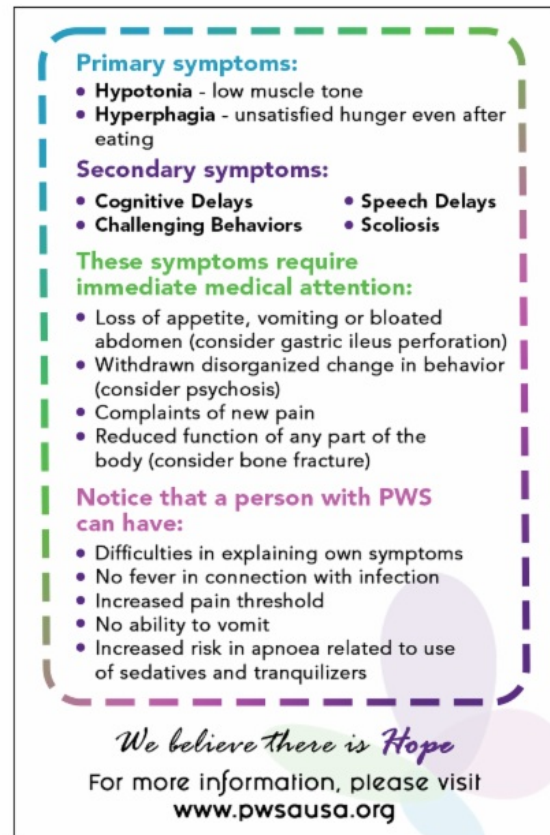 Primary symptoms:
• Hypotonia - low muscle tone
• Hyperphagia - unsatisfied hunger even after
eating
Secondary symptoms:
• Cognitive Delays • Speech Delays
• Challenging Behaviors • Scoliosis
These symptoms require
immediate medical attention:
• Loss of appetite, vomiting or bloated
abdomen (consider gastric ileus perforation)
• Withdrawn disorganized change in behavior
(consider psychosis)
• Complaints of new pain
• Reduced function of any part of the
body (consider bone fracture)
Notice that a person with PWS
can have:
• Difficulties in explaining own symptoms
• No fever in connection with infection
• Increased pain threshold
• No ability to vomit
• Increased risk in apnoea related to use
of sedatives and tranquilizers
We believe there is Hope
For more information, please visit
www.pwsausa.org